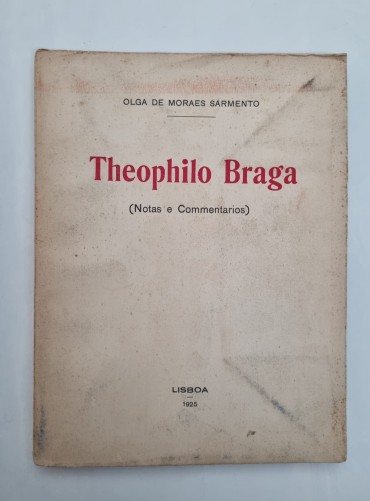 OLGA DE MORAES SARMENTO
Theophilo Braga
(Notas e Commentarios)
LISBOA
1925